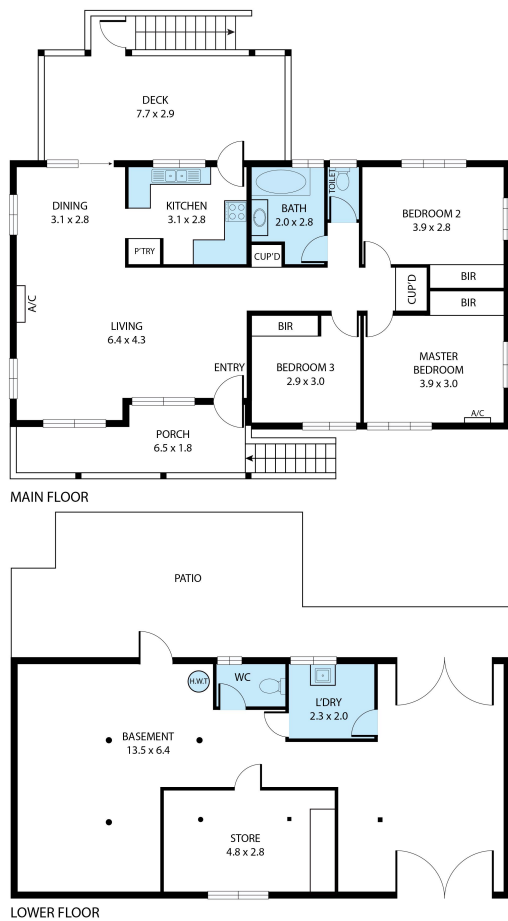 DECK
7.7 x 2.9
DINING
3.1 x 2.8
KITCHEN
3.1 x 2.8
P'TRY
BATH
2.0 x 2.8
TOILET
CUP'D
BEDROOM 2
3.9 x 2.8
BIR
CUP'D
BIR
A/C
LIVING
6.4 x 4.3
ENTRY
BIR
BEDROOM 3
2.9 x 3.0
MASTER
BEDROOM
3.9 x 3.0
A/C
PORCH
6.5 x 1.8
MAIN FLOOR
PATIO
H.W.T
WC
L'DRY
2.3 x 2.0
BASEMENT
13.5 x 6.4
STORE
4.8 x 2.8
LOWER FLOOR